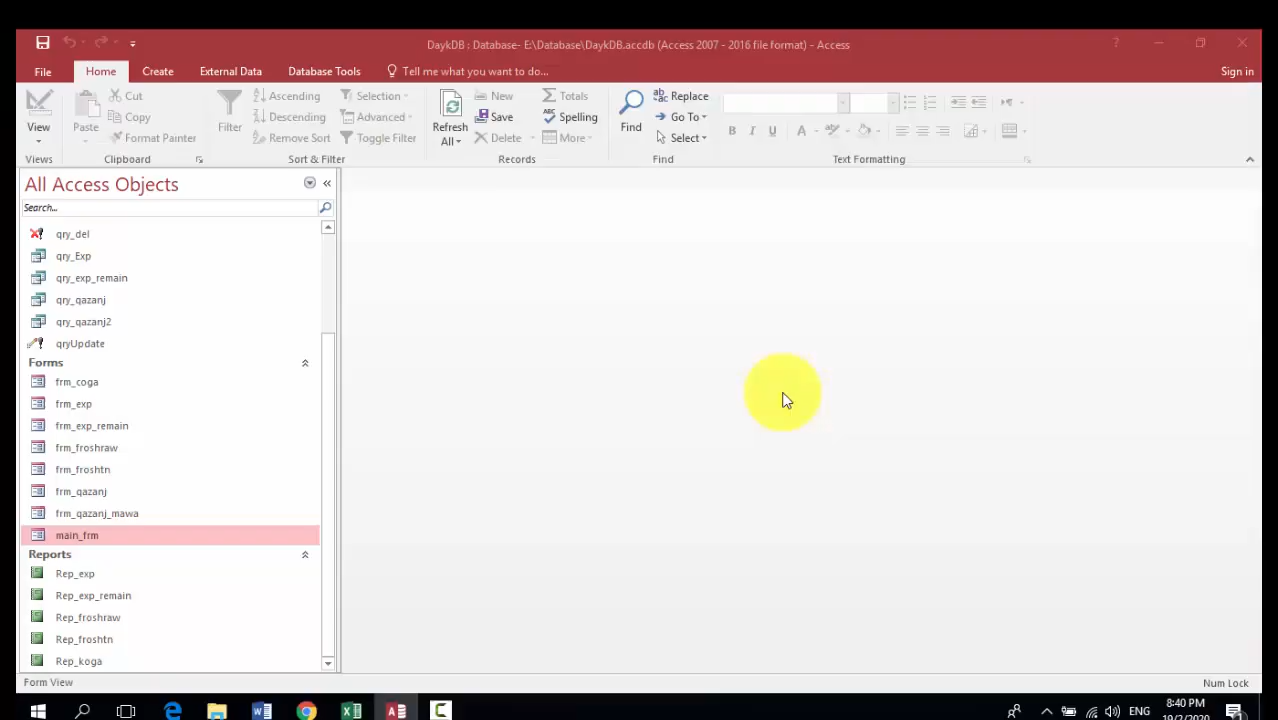 DaykDB : Database- E:\Database\DaykDB.accdb (Access 2007 - 2016 file format) - Access
File Home Create External Data Database Tools Tell me what you want to do... Sign in
View
Views
Paste
Cut
Copy
Format Painter
Clipboard
Filter
Ascending
Descending
Remove Sort
Selection
Advanced
Toggle Filter
Sort & Filter
Refresh
All
New
Save
Delete
Totals
Spelling
More
Records
Find
Replace
Go To
Select
Find
B I U A
Text Formatting
All Access Objects
Search...
qry_del
qry_Exp
qry_exp_remain
qry_qazanj
qry_qazanj2
qryUpdate
Forms
frm_coga
frm_exp
frm_exp_remain
frm_froshraw
frm_froshtn
frm_qazanj
frm_qazanj_mawa
main_frm
Reports
Rep_exp
Rep_exp_remain
Rep_froshraw
Rep_froshtn
Rep_koga
Form View
Num Lock
ENG
8:40 PM